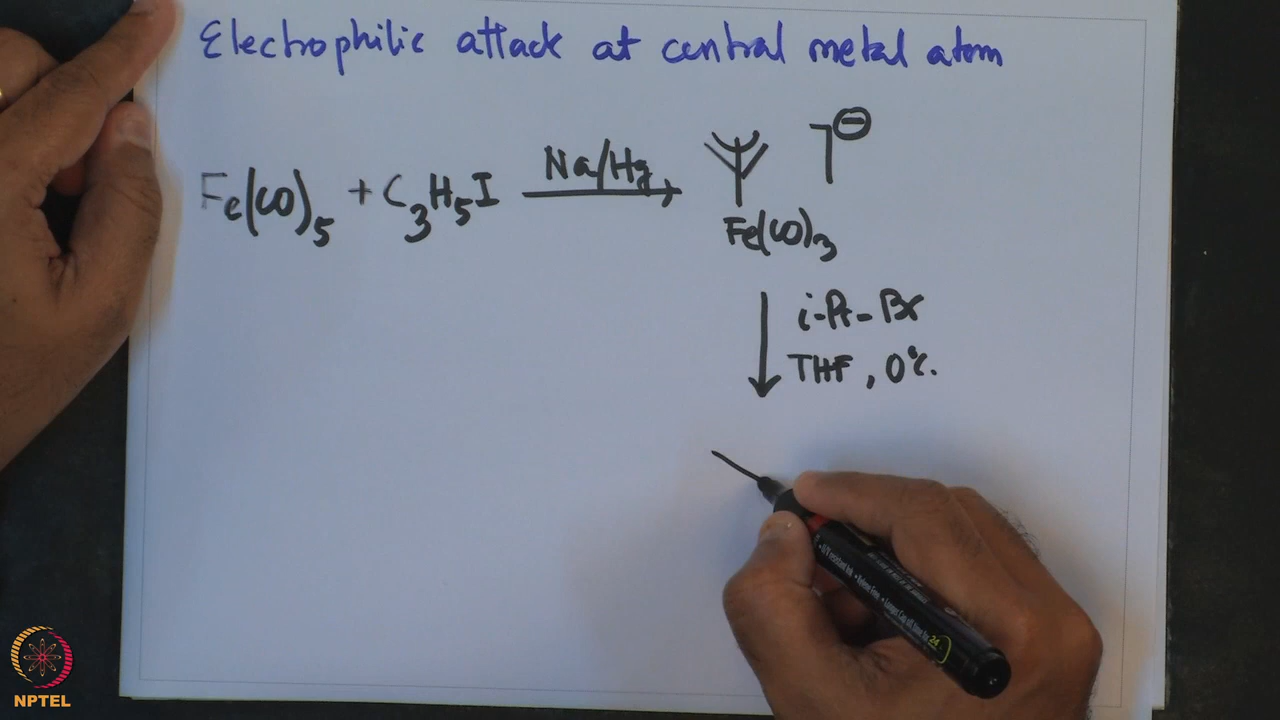 Electrophilic attack at central metal atom
Fe(CO)5 + C3H5I
Na/Hg
⊖
Fe(CO)3
i-Pr-Br
THF, 0°C.
NPTEL